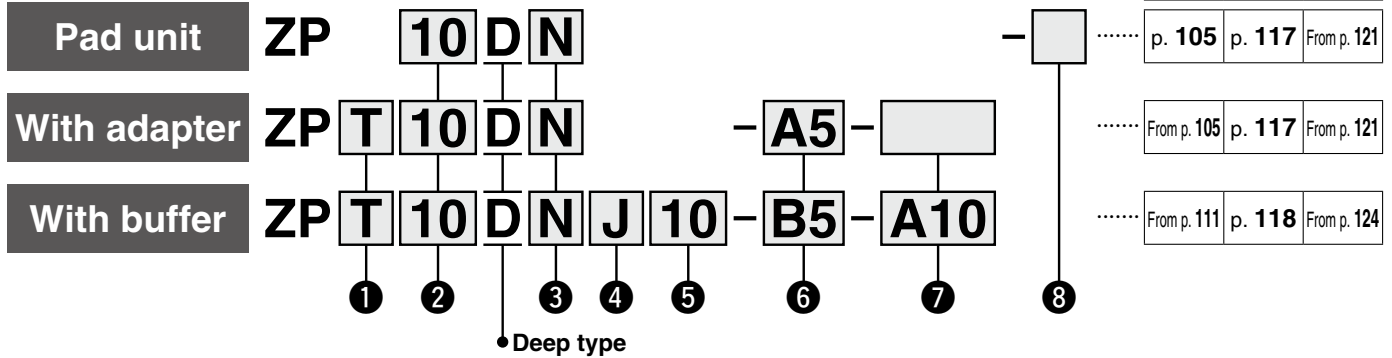 Pad unit ZP 10 D N - ······· p. 105 p. 117 From p. 121
With adapter ZP T 10 D N - A5 - ······· From p. 105 p. 117 From p. 121
With buffer ZP T 10 D N J 10 - B5 - A10 ······· From p. 111 p. 118 From p. 124
❶ ❷ ❸ ❹ ❺ ❻ ❼ ❽
Deep type